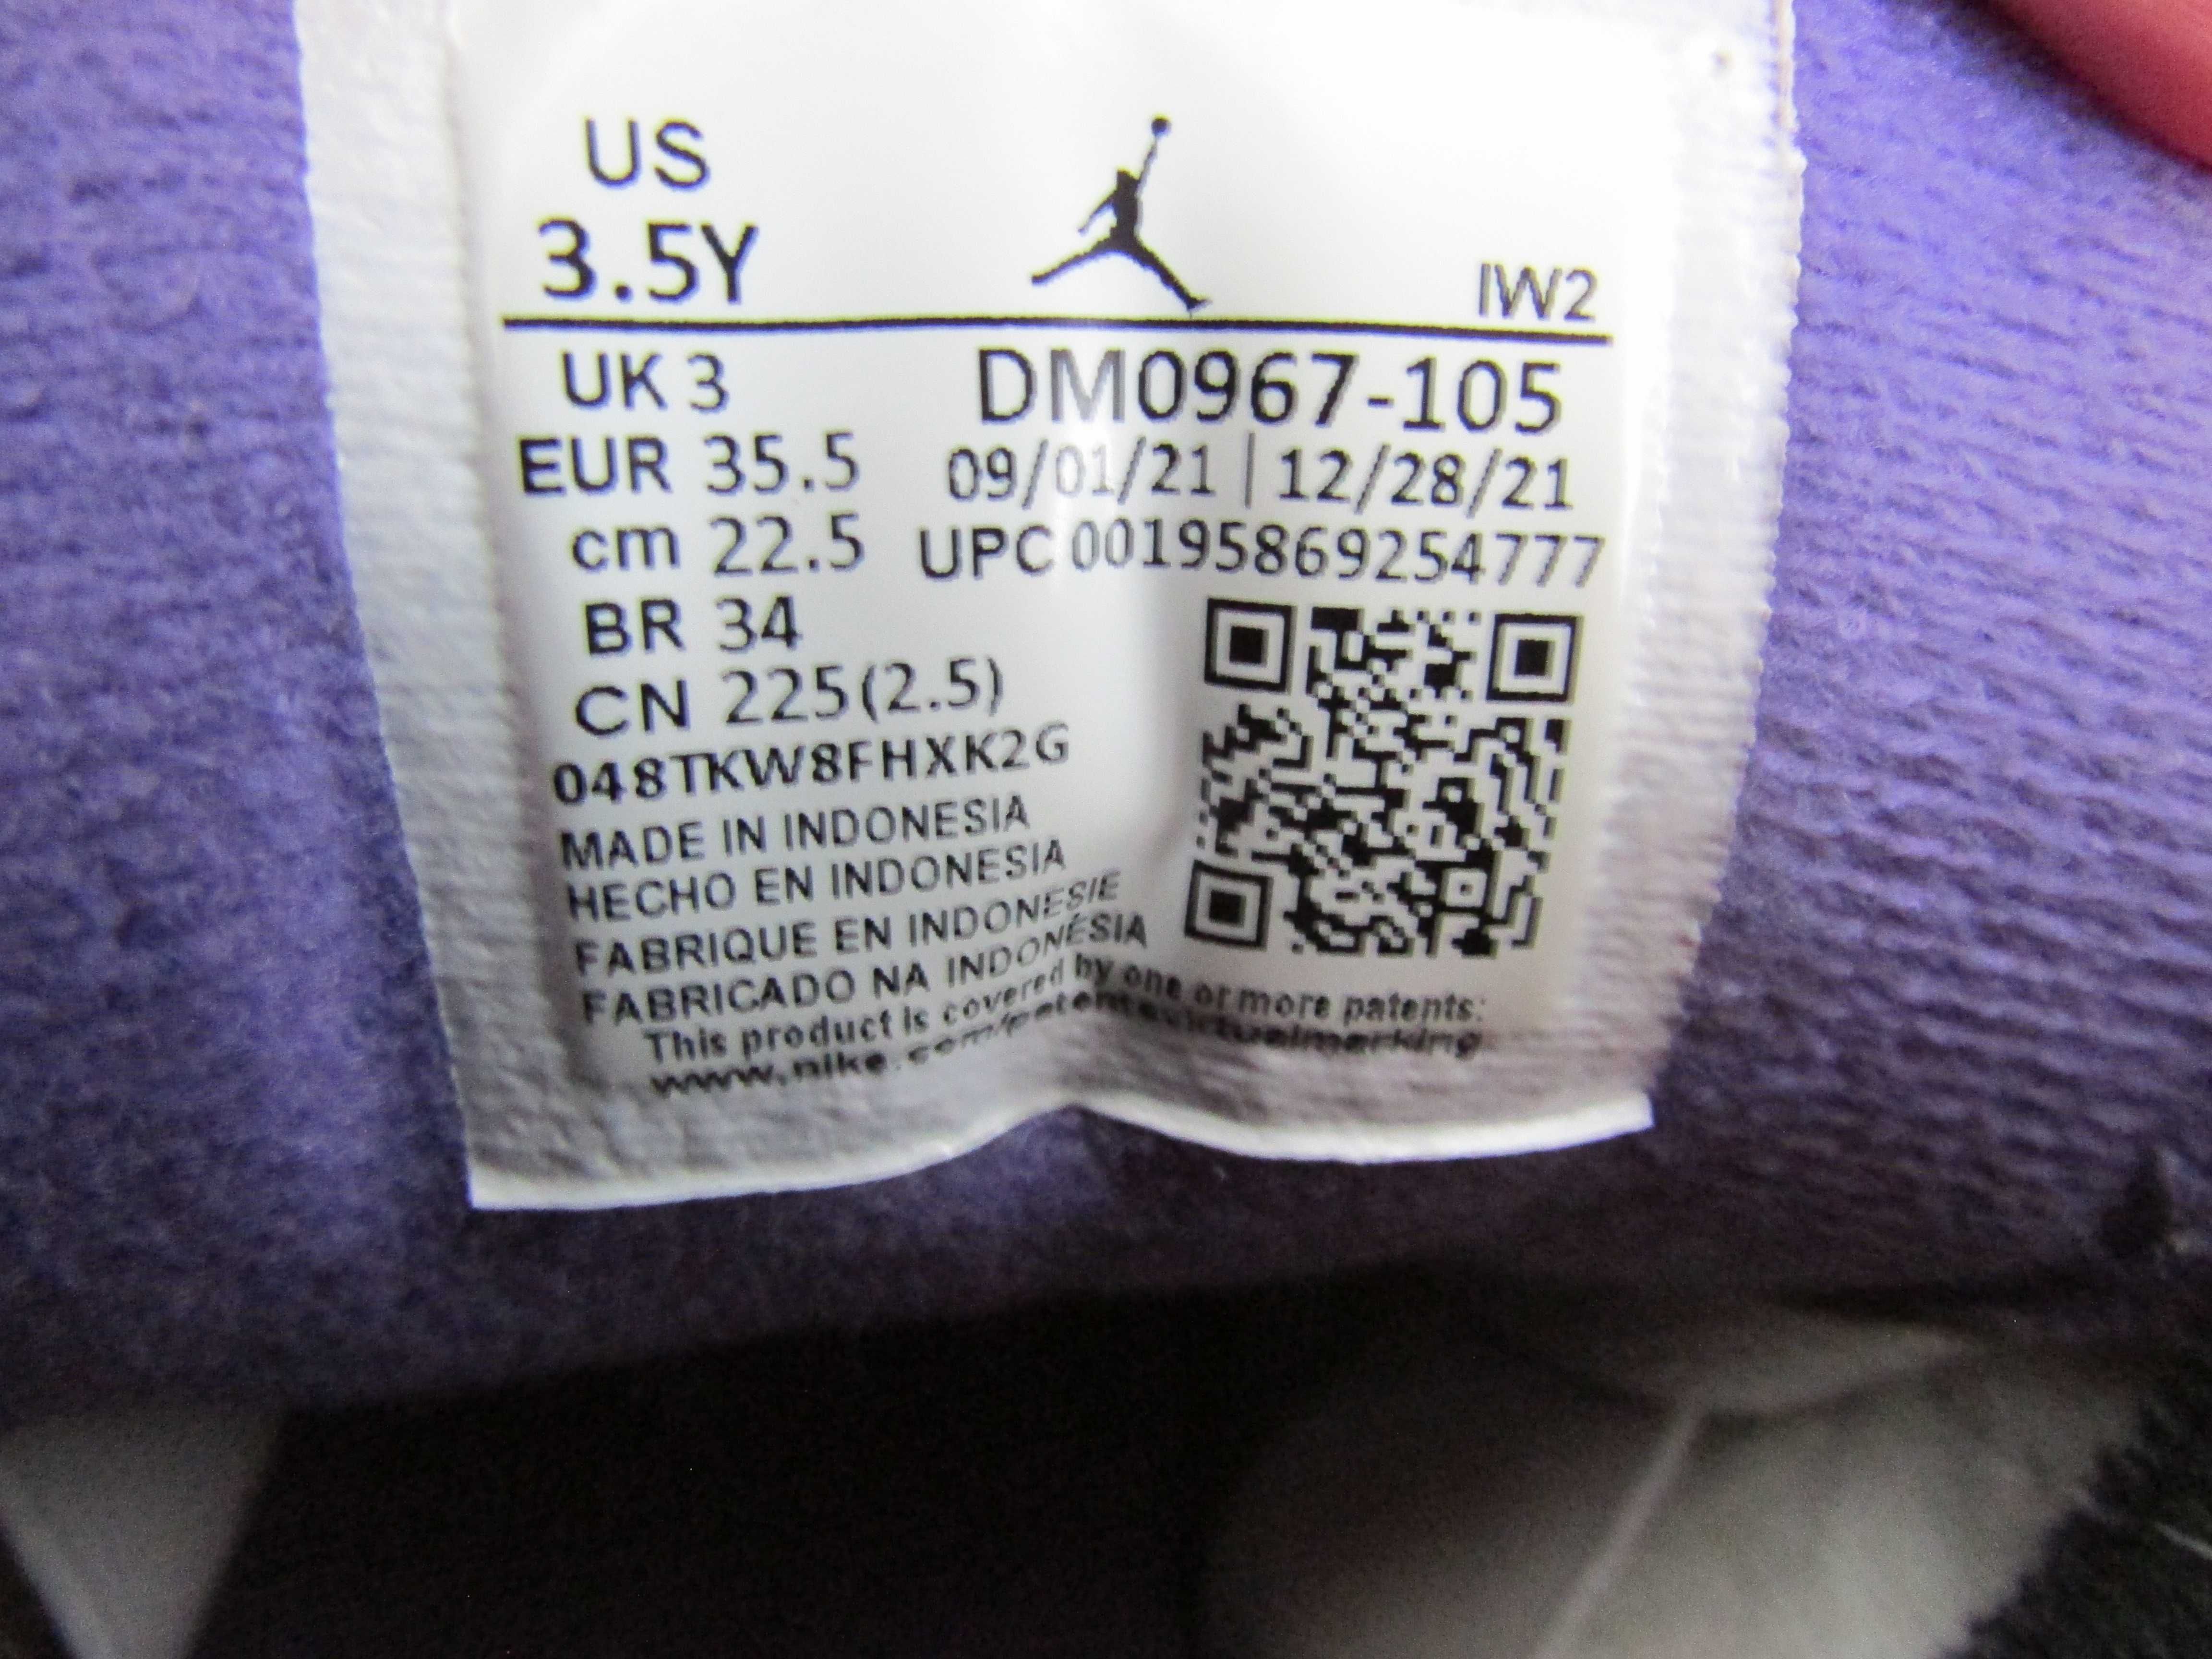 US
3.5Y
IW2
UK 3
DM0967-105
EUR 35.5
09/01/21 | 12/28/21
cm 22.5
UPC 00195869254777
BR 34
CN 225(2.5)
048TKW8FHXK2G
MADE IN INDONESIA
HECHO EN INDONESIA
FABRIQUE EN INDONESIE
FABRICADO NA INDONÉSIA
This product is covered by one or more patents:
www.nike.com/patentsvirtualmarking